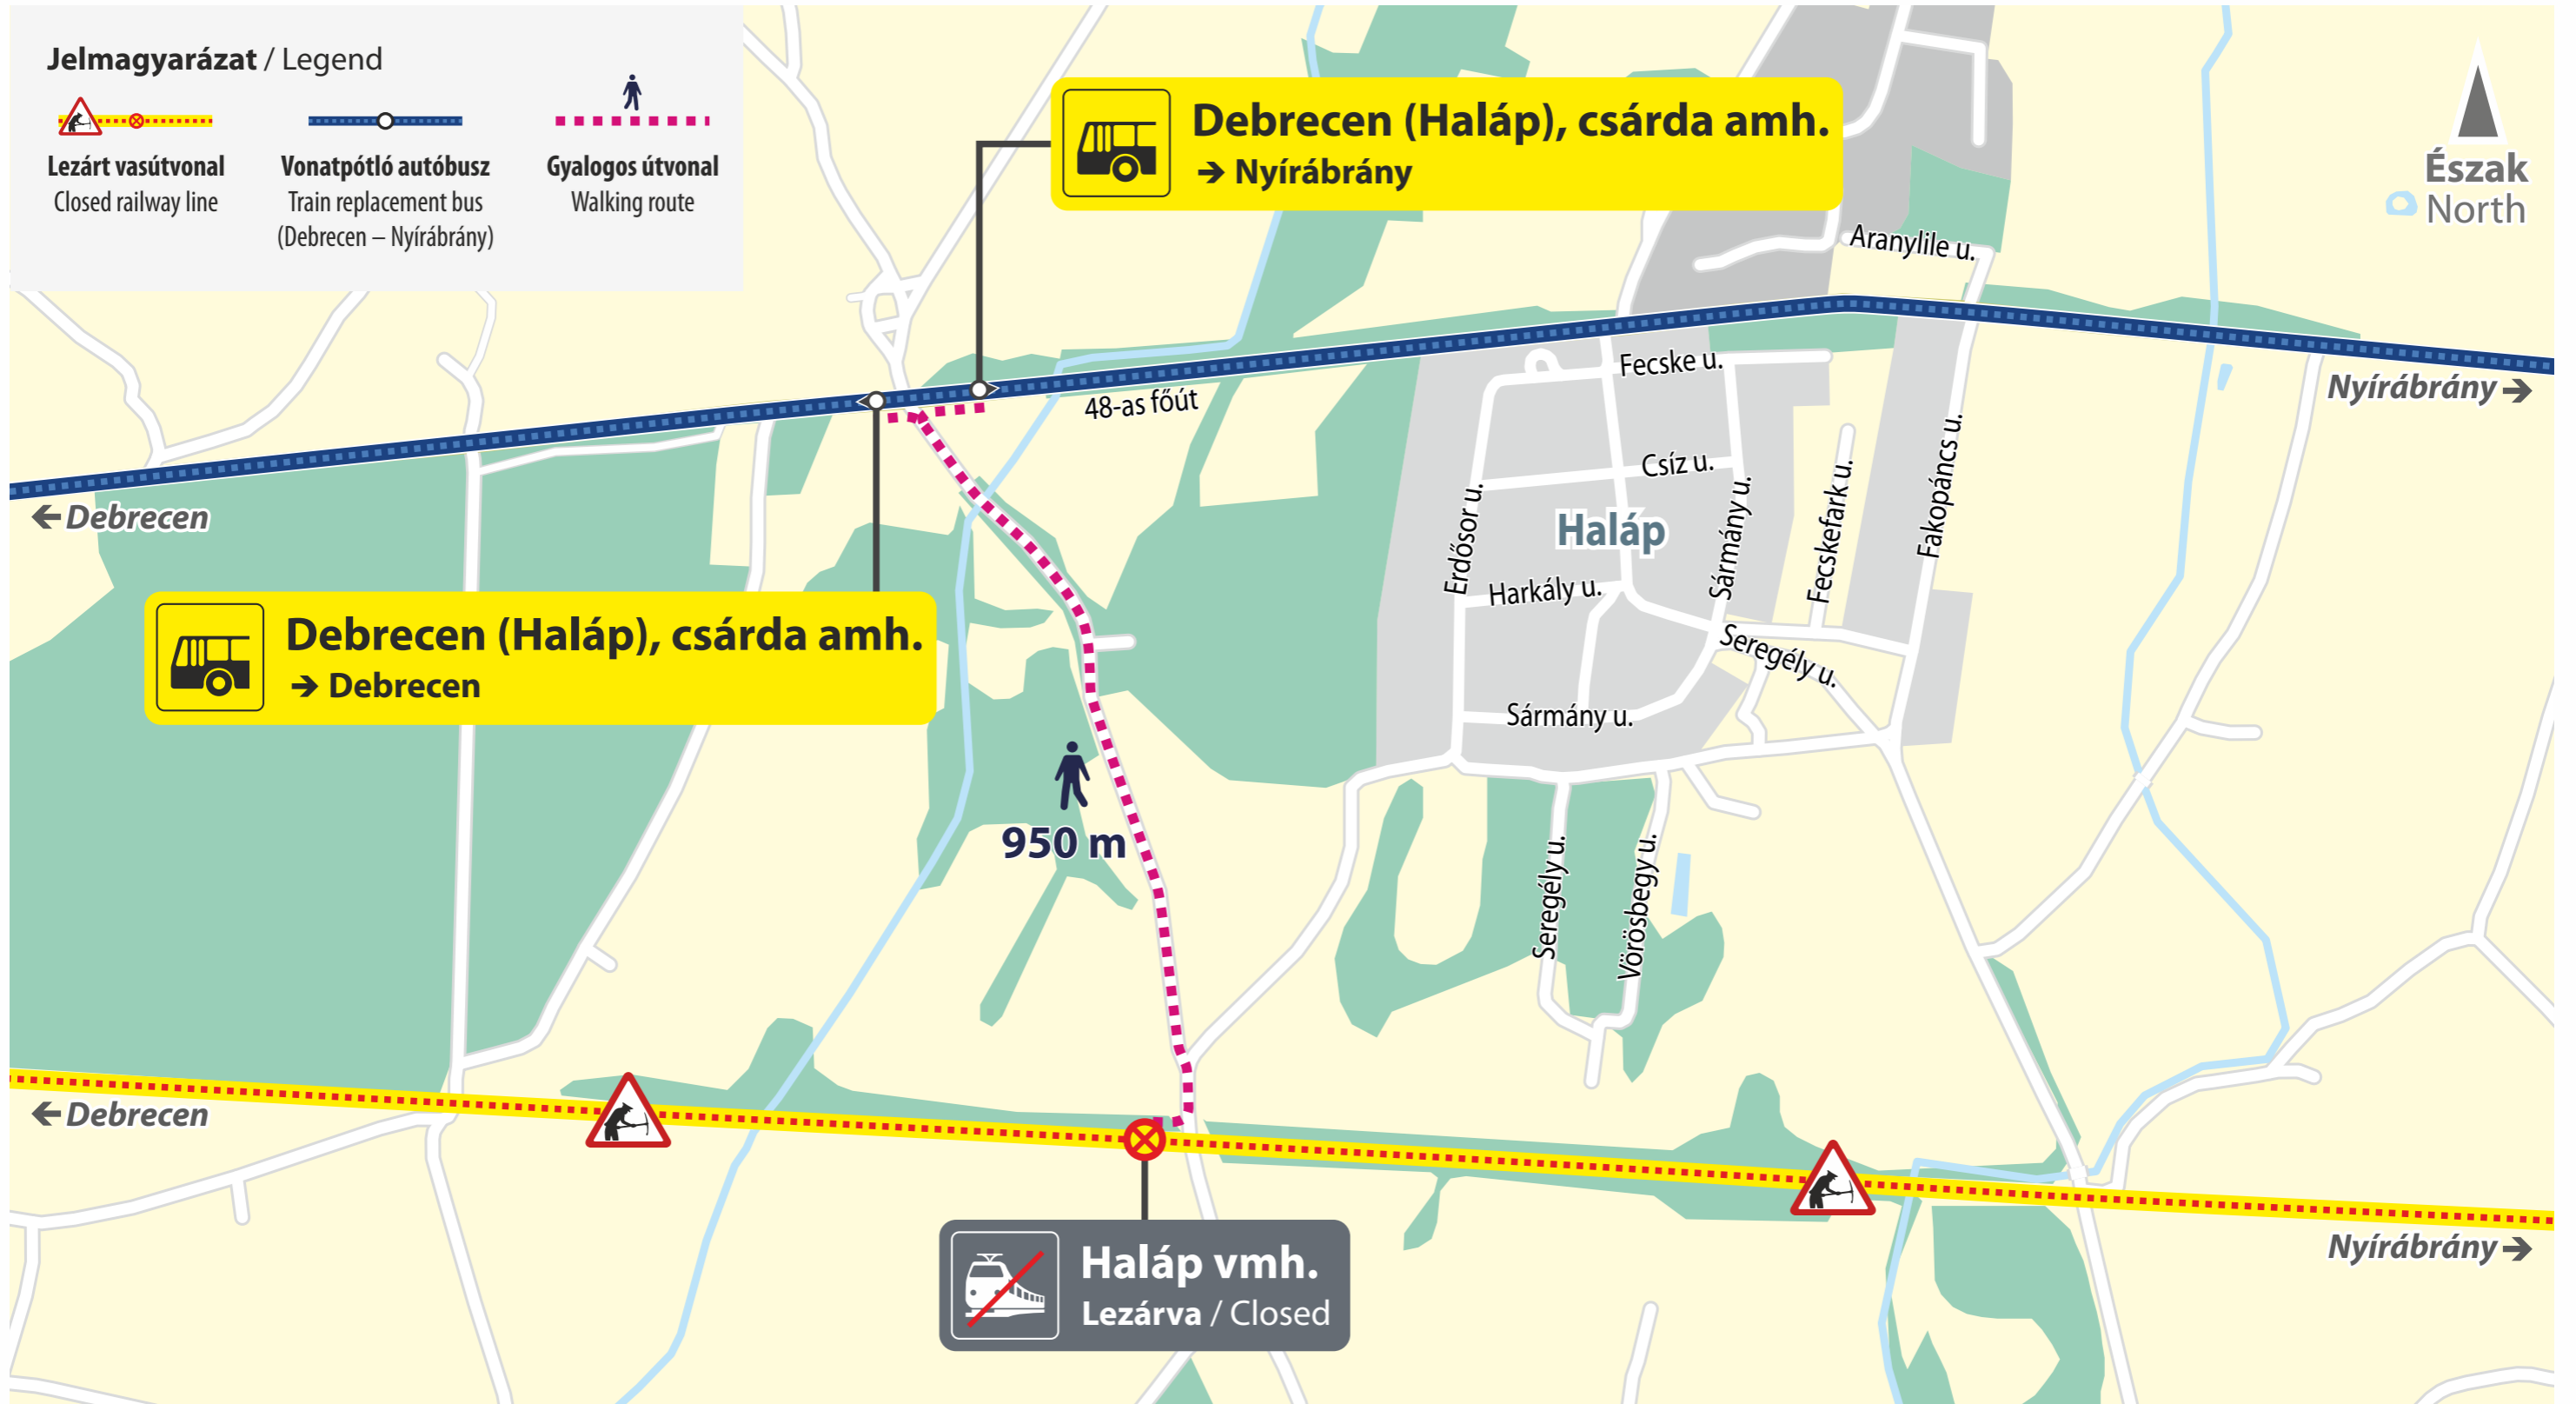 Jelmagyarázat / Legend
Lezárt vasútvonal
Closed railway line
Vonatpótló autóbusz
Train replacement bus
(Debrecen – Nyírábrány)
Gyalogos útvonal
Walking route
Debrecen (Haláp), csárda amh.
→ Nyírábrány
Észak
North
Aranylile u.
Fecske u.
48-as főút
Nyírábrány →
← Debrecen
Csíz u.
Erdősor u.
Haláp
Sármány u.
Fecskefark u.
Fakopáncs u.
Harkály u.
Debrecen (Haláp), csárda amh.
→ Debrecen
Seregély u.
Sármány u.
950 m
Seregély u.
Vörösbegy u.
← Debrecen
Nyírábrány →
Haláp vmh.
Lezárva / Closed